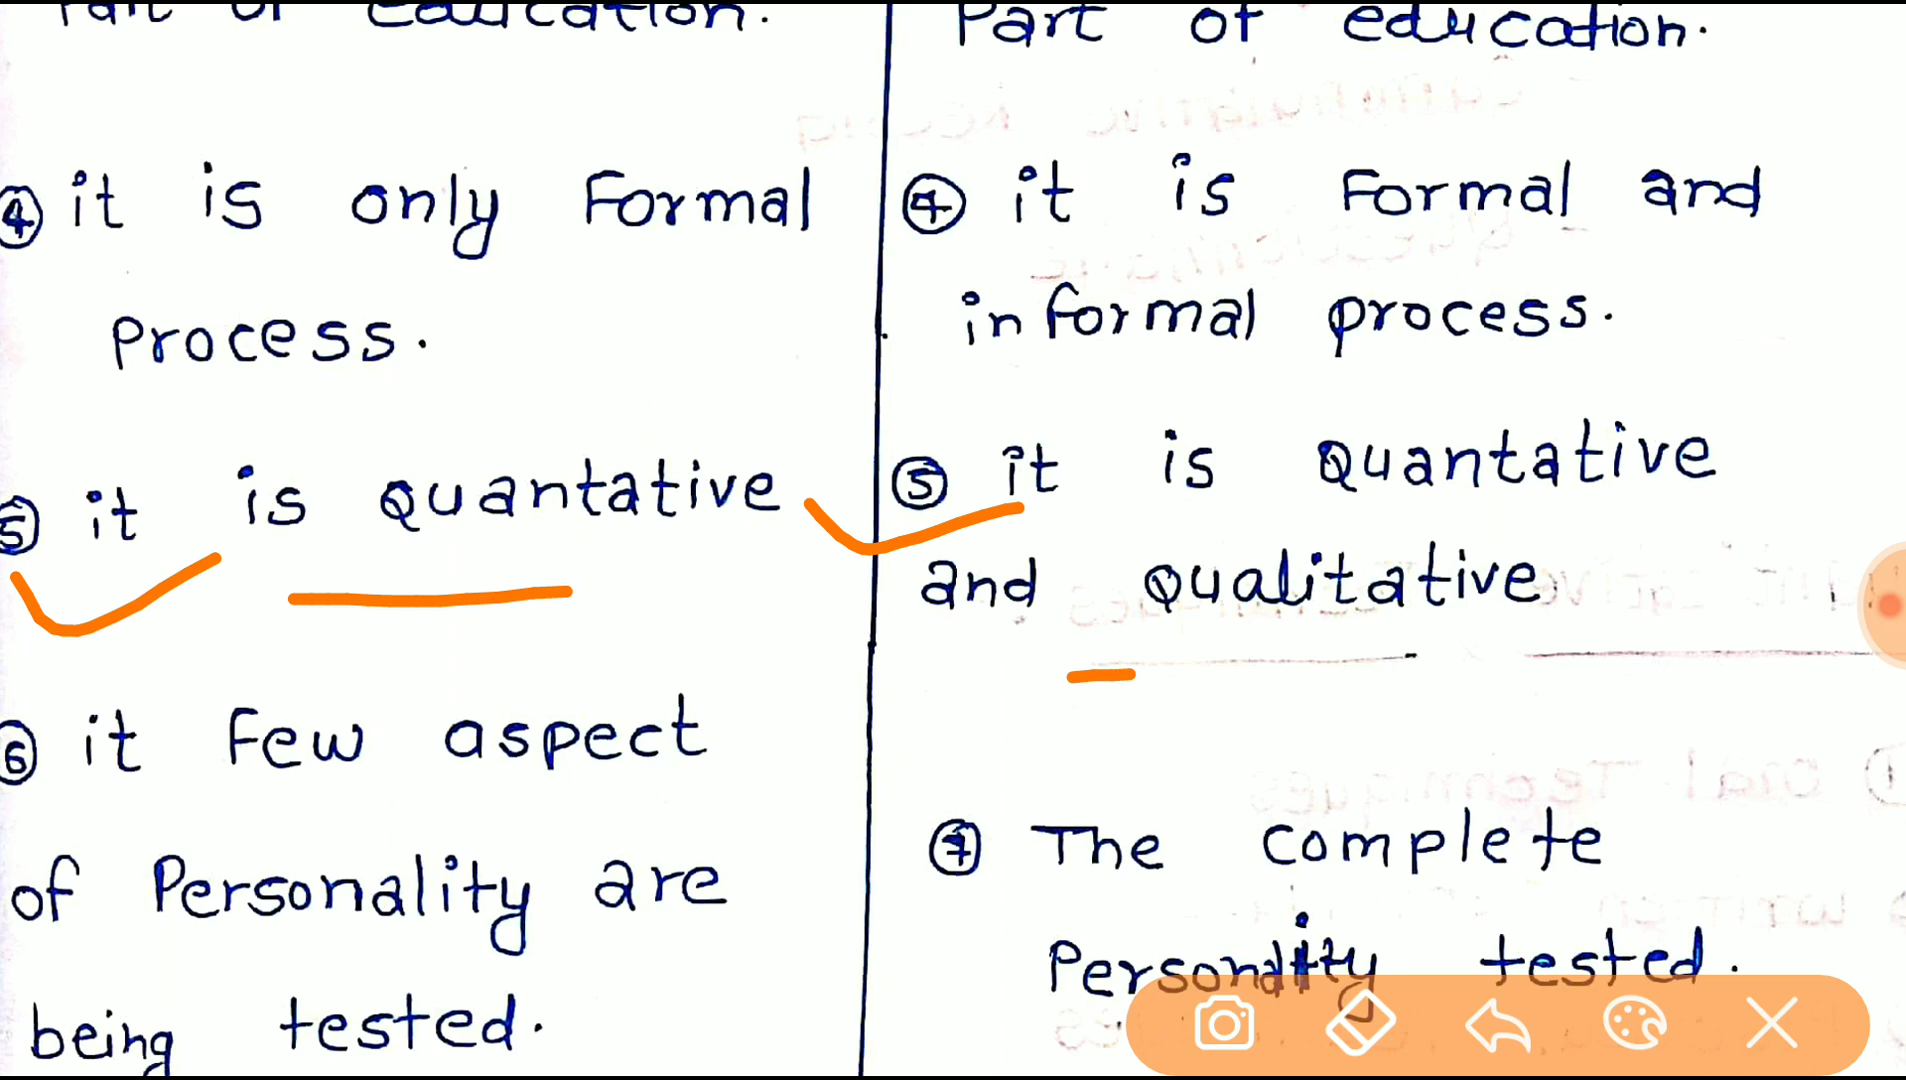 Part of education.
④ it is only Formal
Process.
⑤ it is quantative
⑥ it Few aspect
of Personality are
being tested.
Part of education.
④ it is Formal and
informal process.
⑤ it is quantative
and qualitative
⑦ The complete
Personality tested.